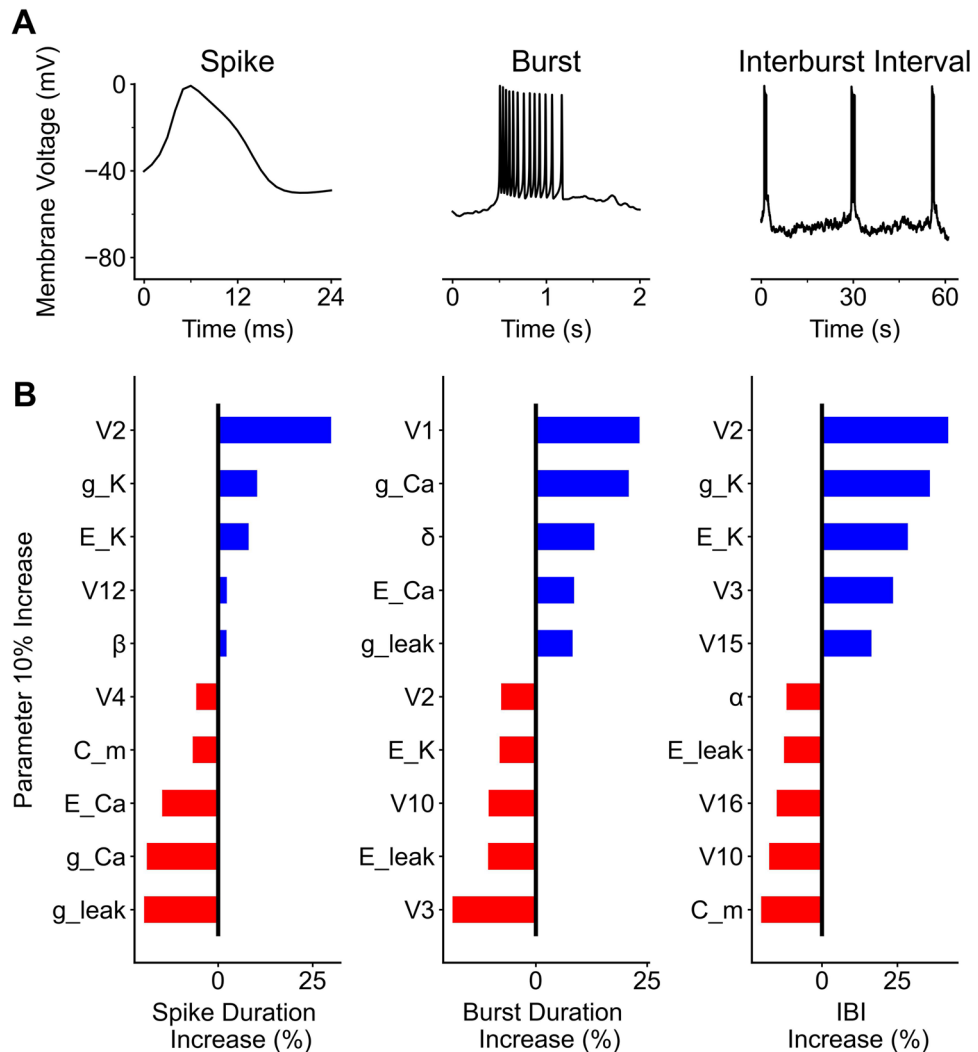 A
Spike
Burst
Interburst Interval
Membrane Voltage (mV)
0
−40
−80
0
12
24
Time (ms)
0
1
2
Time (s)
0
30
60
Time (s)
B
Parameter 10% Increase
V2
g_K
E_K
V12
β
V4
C_m
E_Ca
g_Ca
g_leak
0
25
Spike Duration
Increase (%)
V1
g_Ca
δ
E_Ca
g_leak
V2
E_K
V10
E_leak
V3
0
25
Burst Duration
Increase (%)
V2
g_K
E_K
V3
V15
α
E_leak
V16
V10
C_m
0
25
IBI
Increase (%)